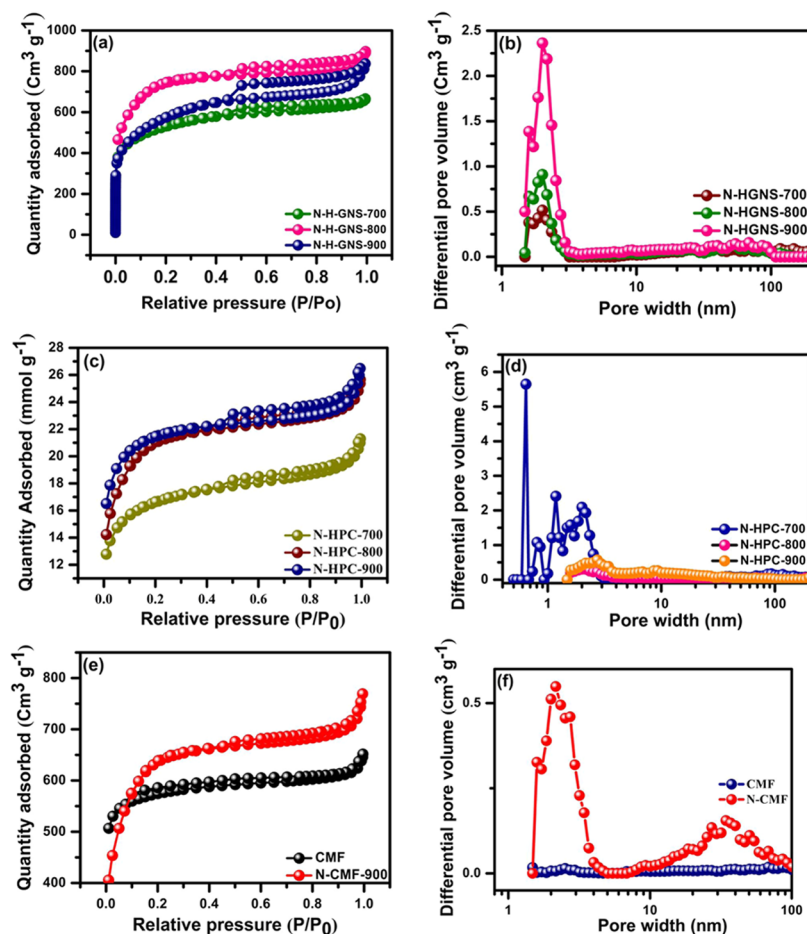 (a)
Quantity adsorbed (Cm³ g⁻¹)
1000
800
600
400
200
0
N-H-GNS-700
N-H-GNS-800
N-H-GNS-900
0.0 0.2 0.4 0.6 0.8 1.0
Relative pressure (P/Po)
(b)
Differential pore volume (cm³ g⁻¹)
2.5
2.0
1.5
1.0
0.5
0.0
N-HGNS-700
N-HGNS-800
N-HGNS-900
1 10 100
Pore width (nm)
(c)
Quantity Adsorbed (mmol g⁻¹)
28
26
24
22
20
18
16
14
12
N-HPC-700
N-HPC-800
N-HPC-900
0.0 0.2 0.4 0.6 0.8 1.0
Relative pressure (P/P₀)
(d)
Differential pore volume (cm³ g⁻¹)
6
5
4
3
2
1
0
N-HPC-700
N-HPC-800
N-HPC-900
1 10 100
Pore width (nm)
(e)
Quantity adsorbed (Cm³ g⁻¹)
800
700
600
500
400
CMF
N-CMF-900
0.0 0.2 0.4 0.6 0.8 1.0
Relative pressure (P/P₀)
(f)
Differential pore volume (cm³ g⁻¹)
0.5
0.0
CMF
N-CMF
1 10 100
Pore width (nm)